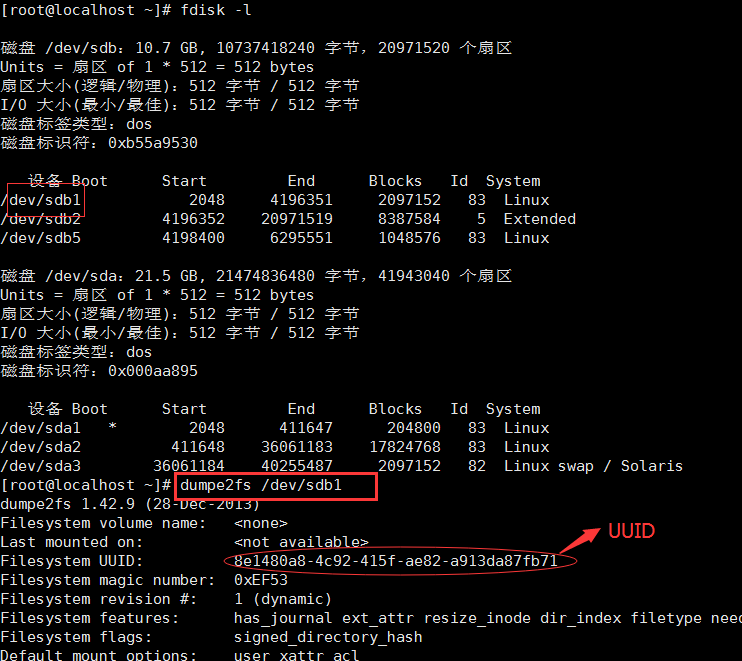 [root@localhost ~]# fdisk -l
磁盘 /dev/sdb：10.7 GB, 10737418240 字节，20971520 个扇区
Units = 扇区 of 1 * 512 = 512 bytes
扇区大小(逻辑/物理)：512 字节 / 512 字节
I/O 大小(最小/最佳)：512 字节 / 512 字节
磁盘标签类型：dos
磁盘标识符：0xb55a9530
设备 Boot      Start         End      Blocks   Id  System
/dev/sdb1            2048     4196351     2097152   83  Linux
/dev/sdb2         4196352    20971519     8387584    5  Extended
/dev/sdb5         4198400     6295551     1048576   83  Linux
磁盘 /dev/sda：21.5 GB, 21474836480 字节，41943040 个扇区
Units = 扇区 of 1 * 512 = 512 bytes
扇区大小(逻辑/物理)：512 字节 / 512 字节
I/O 大小(最小/最佳)：512 字节 / 512 字节
磁盘标签类型：dos
磁盘标识符：0x000aa895
设备 Boot      Start         End      Blocks   Id  System
/dev/sda1   *        2048      411647      204800   83  Linux
/dev/sda2          411648    36061183    17824768   83  Linux
/dev/sda3        36061184    40255487     2097152   82  Linux swap / Solaris
[root@localhost ~]# dumpe2fs /dev/sdb1
dumpe2fs 1.42.9 (28-Dec-2013)
Filesystem volume name:   <none>
Last mounted on:          <not available>
Filesystem UUID:          8e1480a8-4c92-415f-ae82-a913da87fb71
UUID
Filesystem magic number:  0xEF53
Filesystem revision #:    1 (dynamic)
Filesystem features:      has_journal ext_attr resize_inode dir_index filetype need
Filesystem flags:         signed_directory_hash
Default mount options:    user_xattr acl